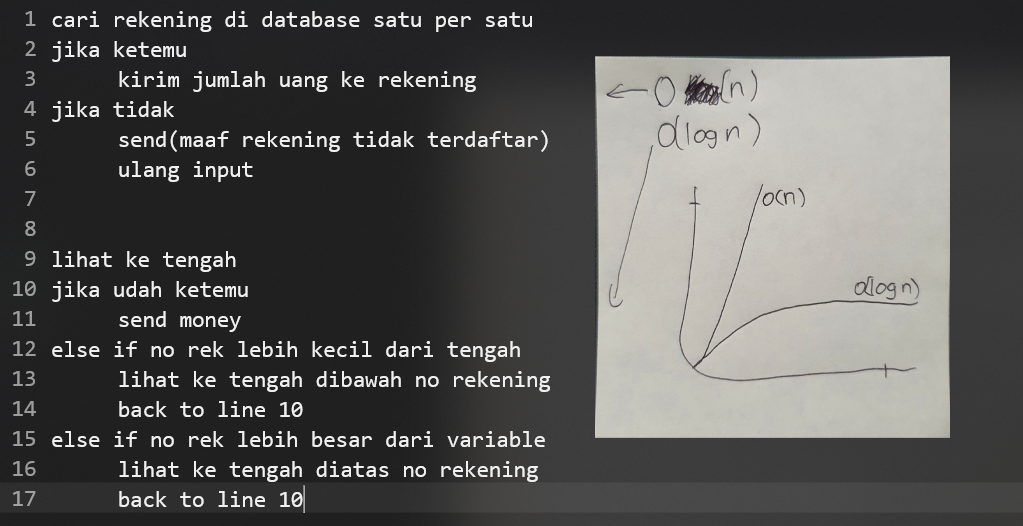 1 cari rekening di database satu per satu
2 jika ketemu
3 kirim jumlah uang ke rekening
4 jika tidak
5 send(maaf rekening tidak terdaftar)
6 ulang input
7
8
9 lihat ke tengah
10 jika udah ketemu
11 send money
12 else if no rek lebih kecil dari tengah
13 lihat ke tengah dibawah no rekening
14 back to line 10
15 else if no rek lebih besar dari variable
16 lihat ke tengah diatas no rekening
17 back to line 10
O (n)
O(log n)
O(n)
O(log n)